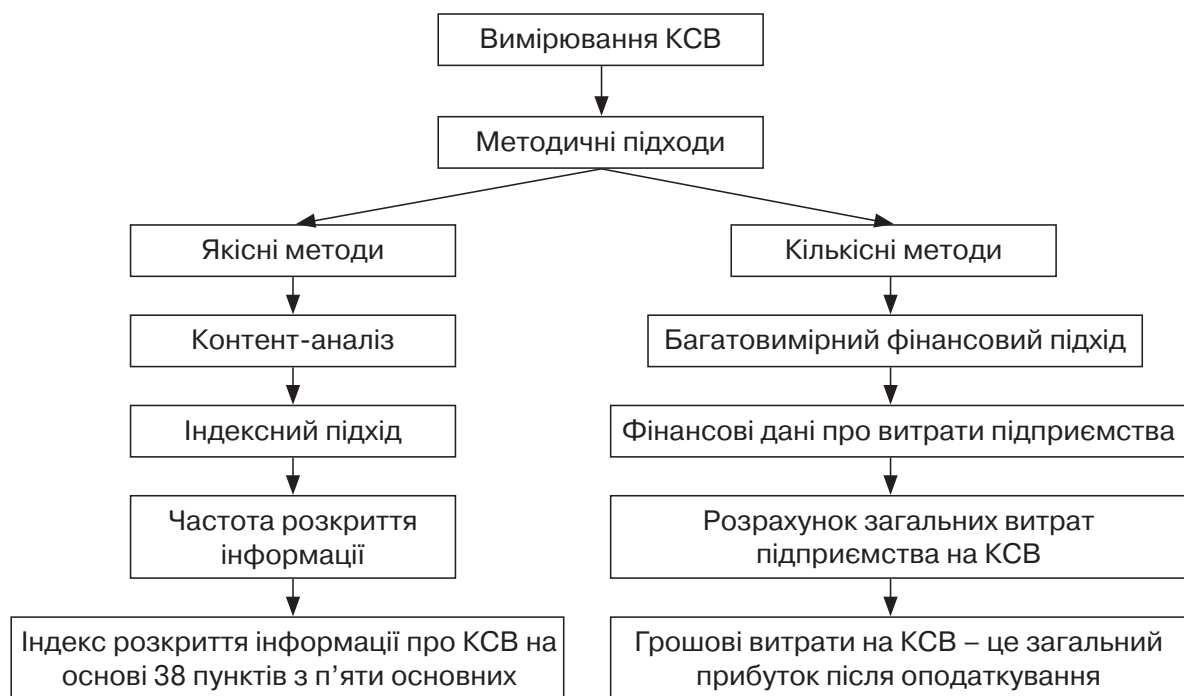 Вимірювання КСВ
Методичні підходи
Якісні методи
Кількісні методи
Контент-аналіз
Багатовимірний фінансовий підхід
Індексний підхід
Фінансові дані про витрати підприємства
Частота розкриття
інформації
Розрахунок загальних витрат
підприємства на КСВ
Індекс розкриття інформації про КСВ на
основі 38 пунктів з п’яти основних
Грошові витрати на КСВ – це загальний
прибуток після оподаткування